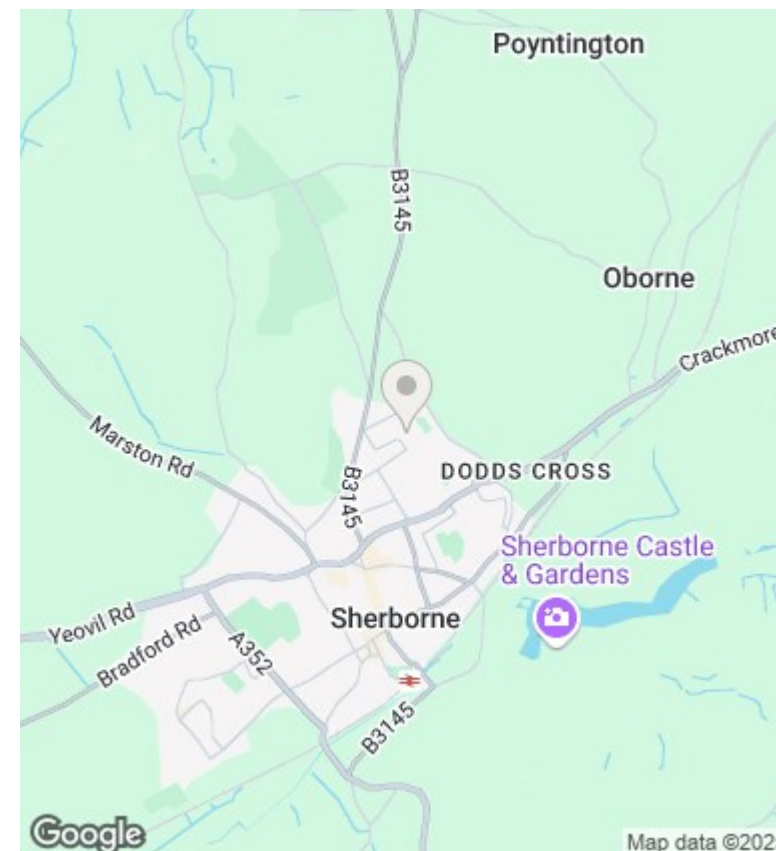 Poyntington
B3145
Oborne
Crackmore
Marston Rd
B3145
DODDS CROSS
Sherborne Castle
& Gardens
Yeovil Rd
Sherborne
Bradford Rd
A352
B3145
Google
Map data ©202